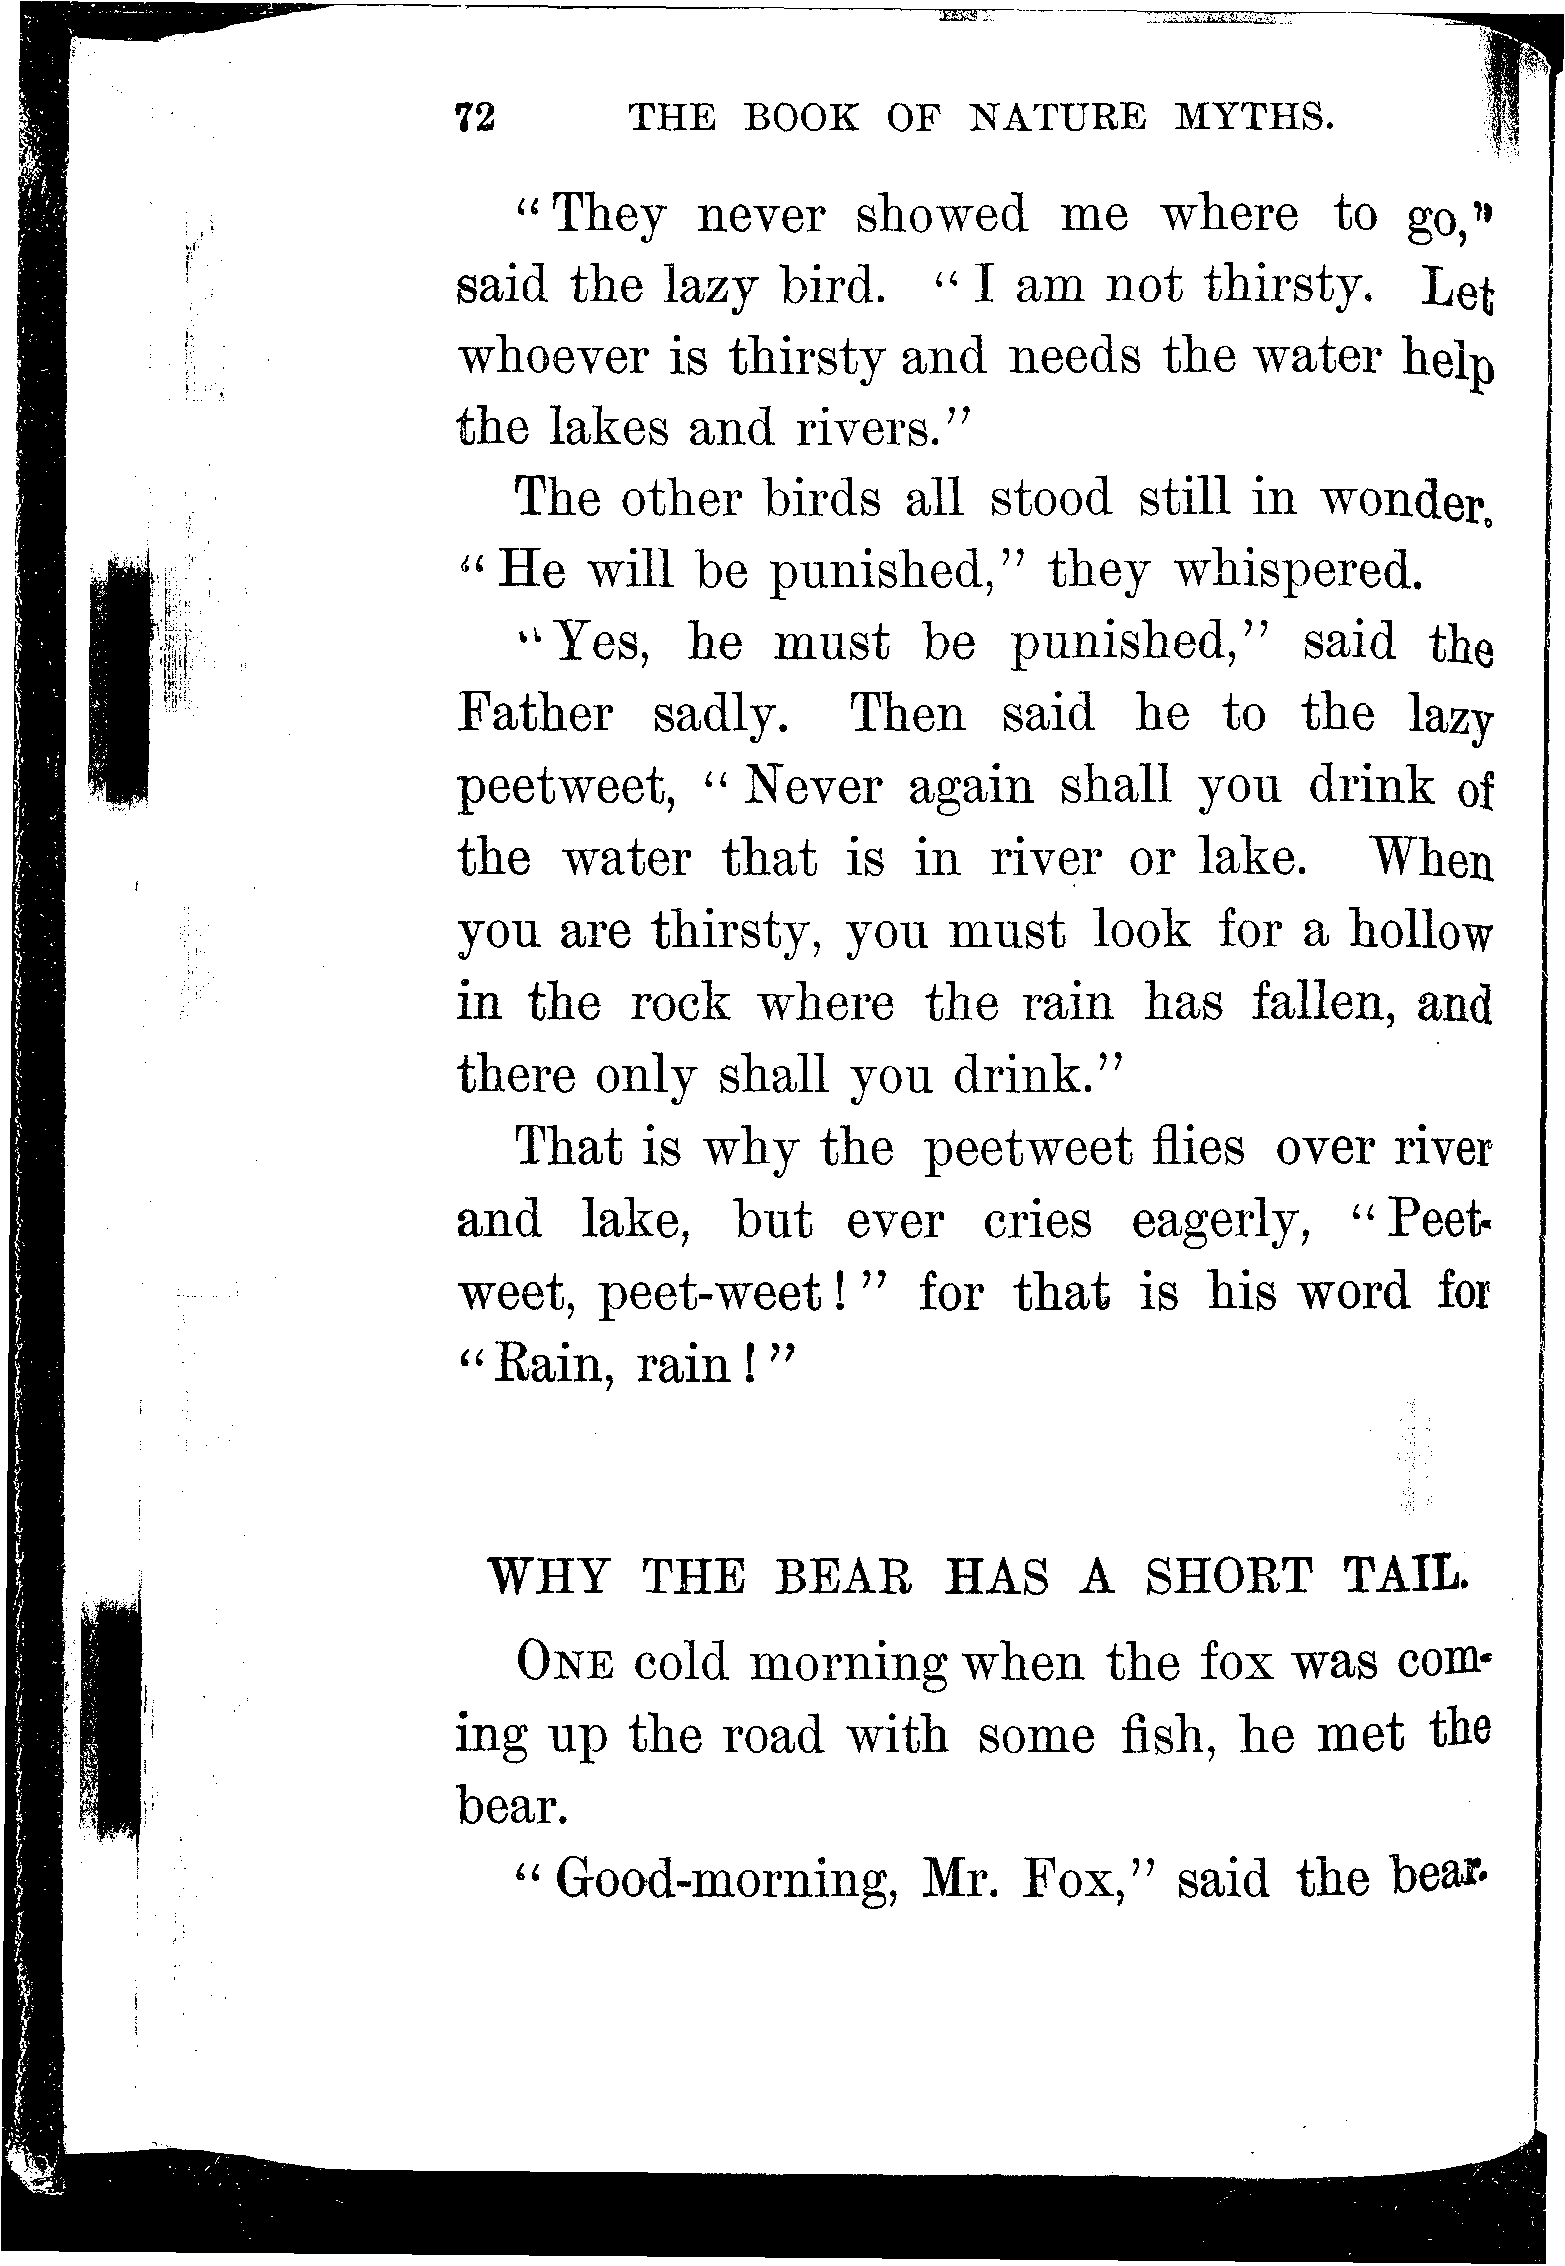 72 THE BOOK OF NATURE MYTHS.
"They never showed me where to go,"
said the lazy bird. "I am not thirsty. Let
whoever is thirsty and needs the water help
the lakes and rivers."
The other birds all stood still in wonder.
"He will be punished," they whispered.
"Yes, he must be punished," said the
Father sadly. Then said he to the lazy
peetweet, "Never again shall you drink of
the water that is in river or lake. When
you are thirsty, you must look for a hollow
in the rock where the rain has fallen, and
there only shall you drink."
That is why the peetweet flies over river
and lake, but ever cries eagerly, "Peet-
weet, peet-weet!" for that is his word for
"Rain, rain!"
WHY THE BEAR HAS A SHORT TAIL.
ONE cold morning when the fox was com-
ing up the road with some fish, he met the
bear.
"Good-morning, Mr. Fox," said the bear.